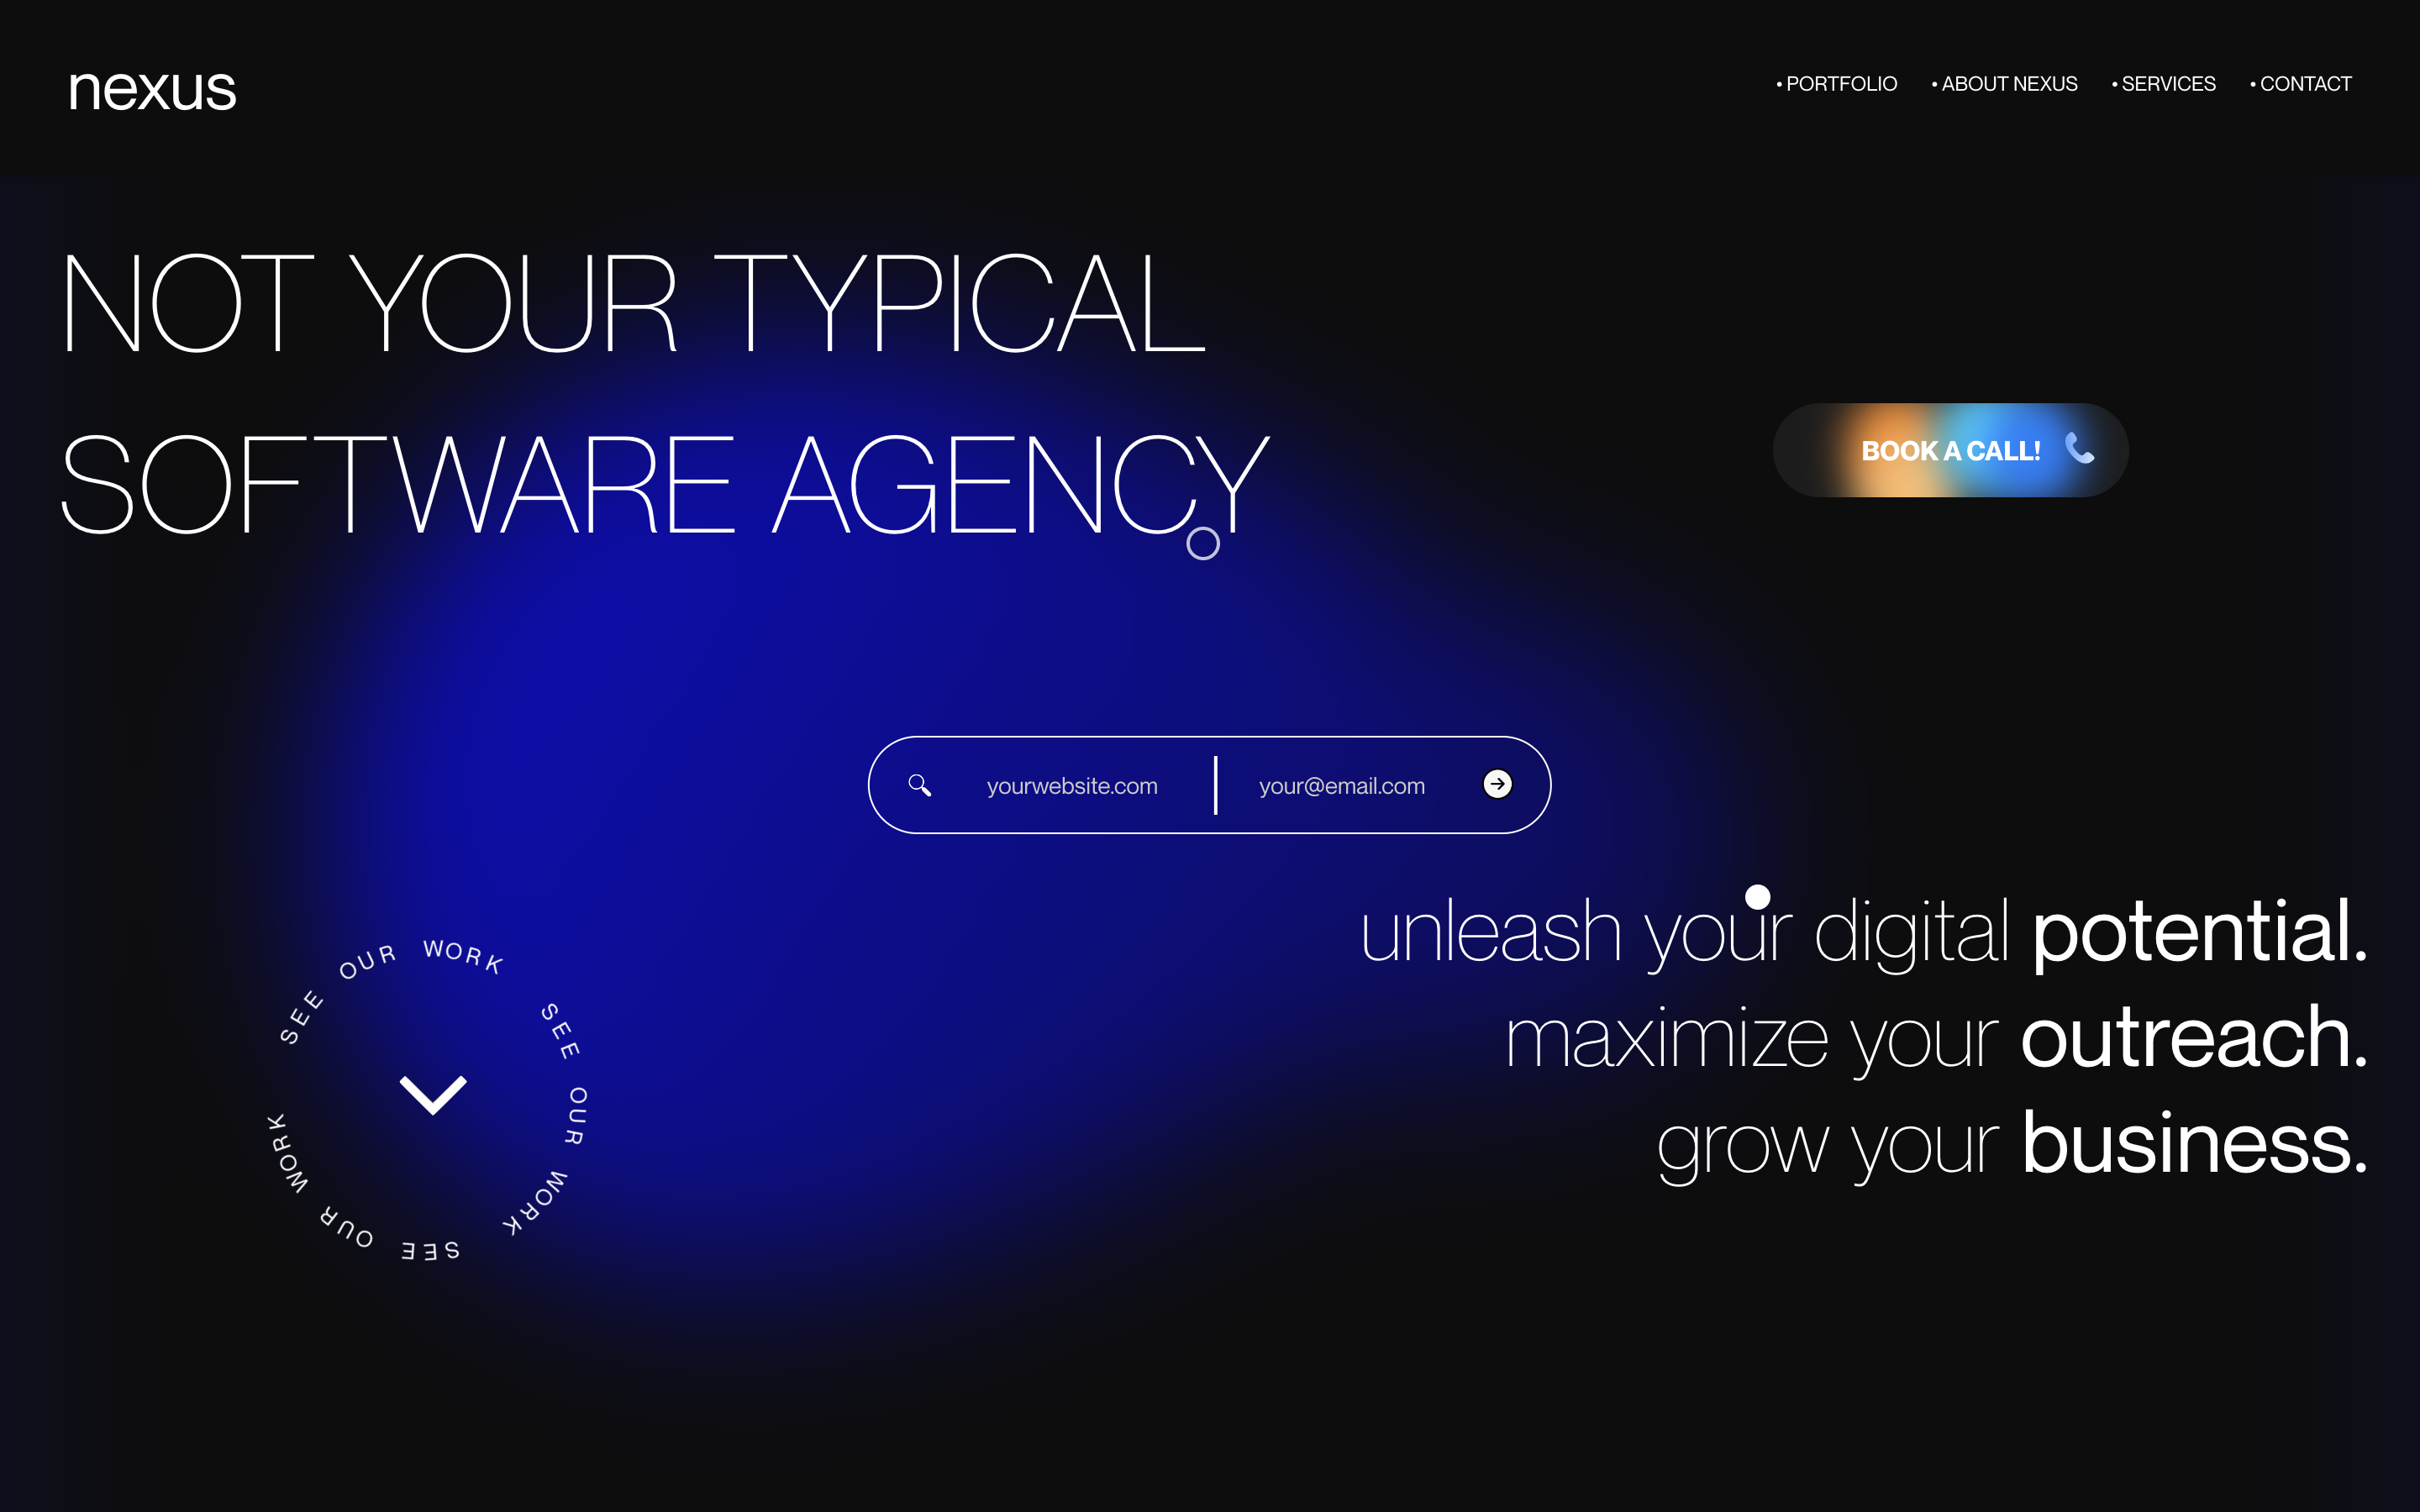 nexus
• PORTFOLIO • ABOUT NEXUS • SERVICES • CONTACT
NOT YOUR TYPICAL
SOFTWARE AGENCY
BOOK A CALL!
yourwebsite.com
your@email.com
unleash your digital potential.
maximize your outreach.
grow your business.
SEE OUR WORK SEE OUR WORK SEE OUR WORK